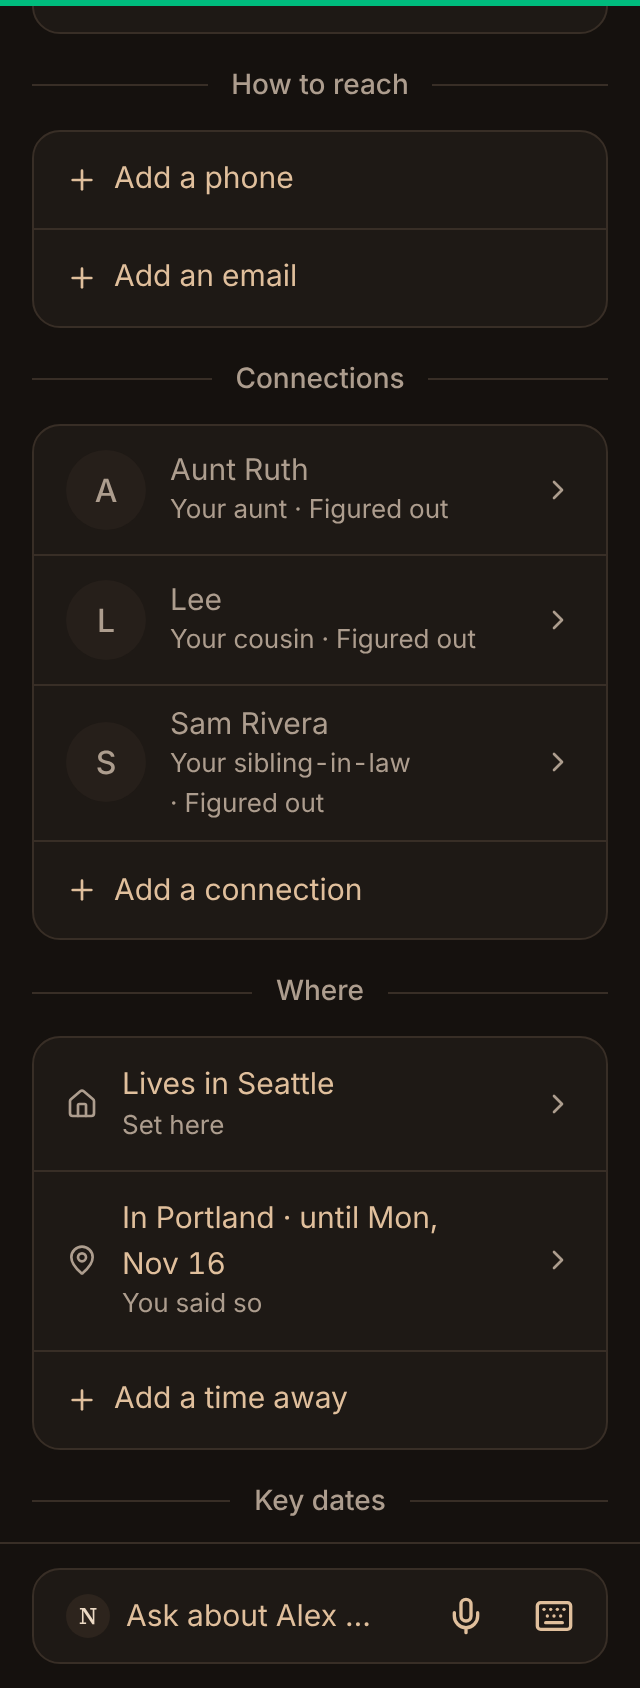 How to reach
Add a phone
Add an email
Connections
A
Aunt Ruth
Your aunt · Figured out
L
Lee
Your cousin · Figured out
S
Sam Rivera
Your sibling-in-law
· Figured out
Add a connection
Where
Lives in Seattle
Set here
In Portland · until Mon,
Nov 16
You said so
Add a time away
Key dates
N
Ask about Alex ...